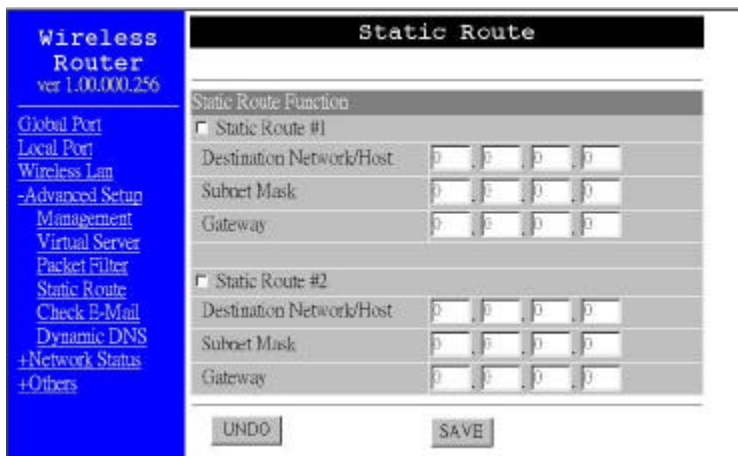 Wireless
Router
ver 1.00.000.256
Global Port
Local Port
Wireless Lan
-Advanced Setup
Management
Virtual Server
Packet Filter
Static Route
Check E-Mail
Dynamic DNS
+Network Status
+Others
Static Route
Static Route Function
Static Route #1
Destination Network/Host 0 . 0 . 0 . 0
Subnet Mask 0 . 0 . 0 . 0
Gateway 0 . 0 . 0 . 0
Static Route #2
Destination Network/Host 0 . 0 . 0 . 0
Subnet Mask 0 . 0 . 0 . 0
Gateway 0 . 0 . 0 . 0
UNDO SAVE